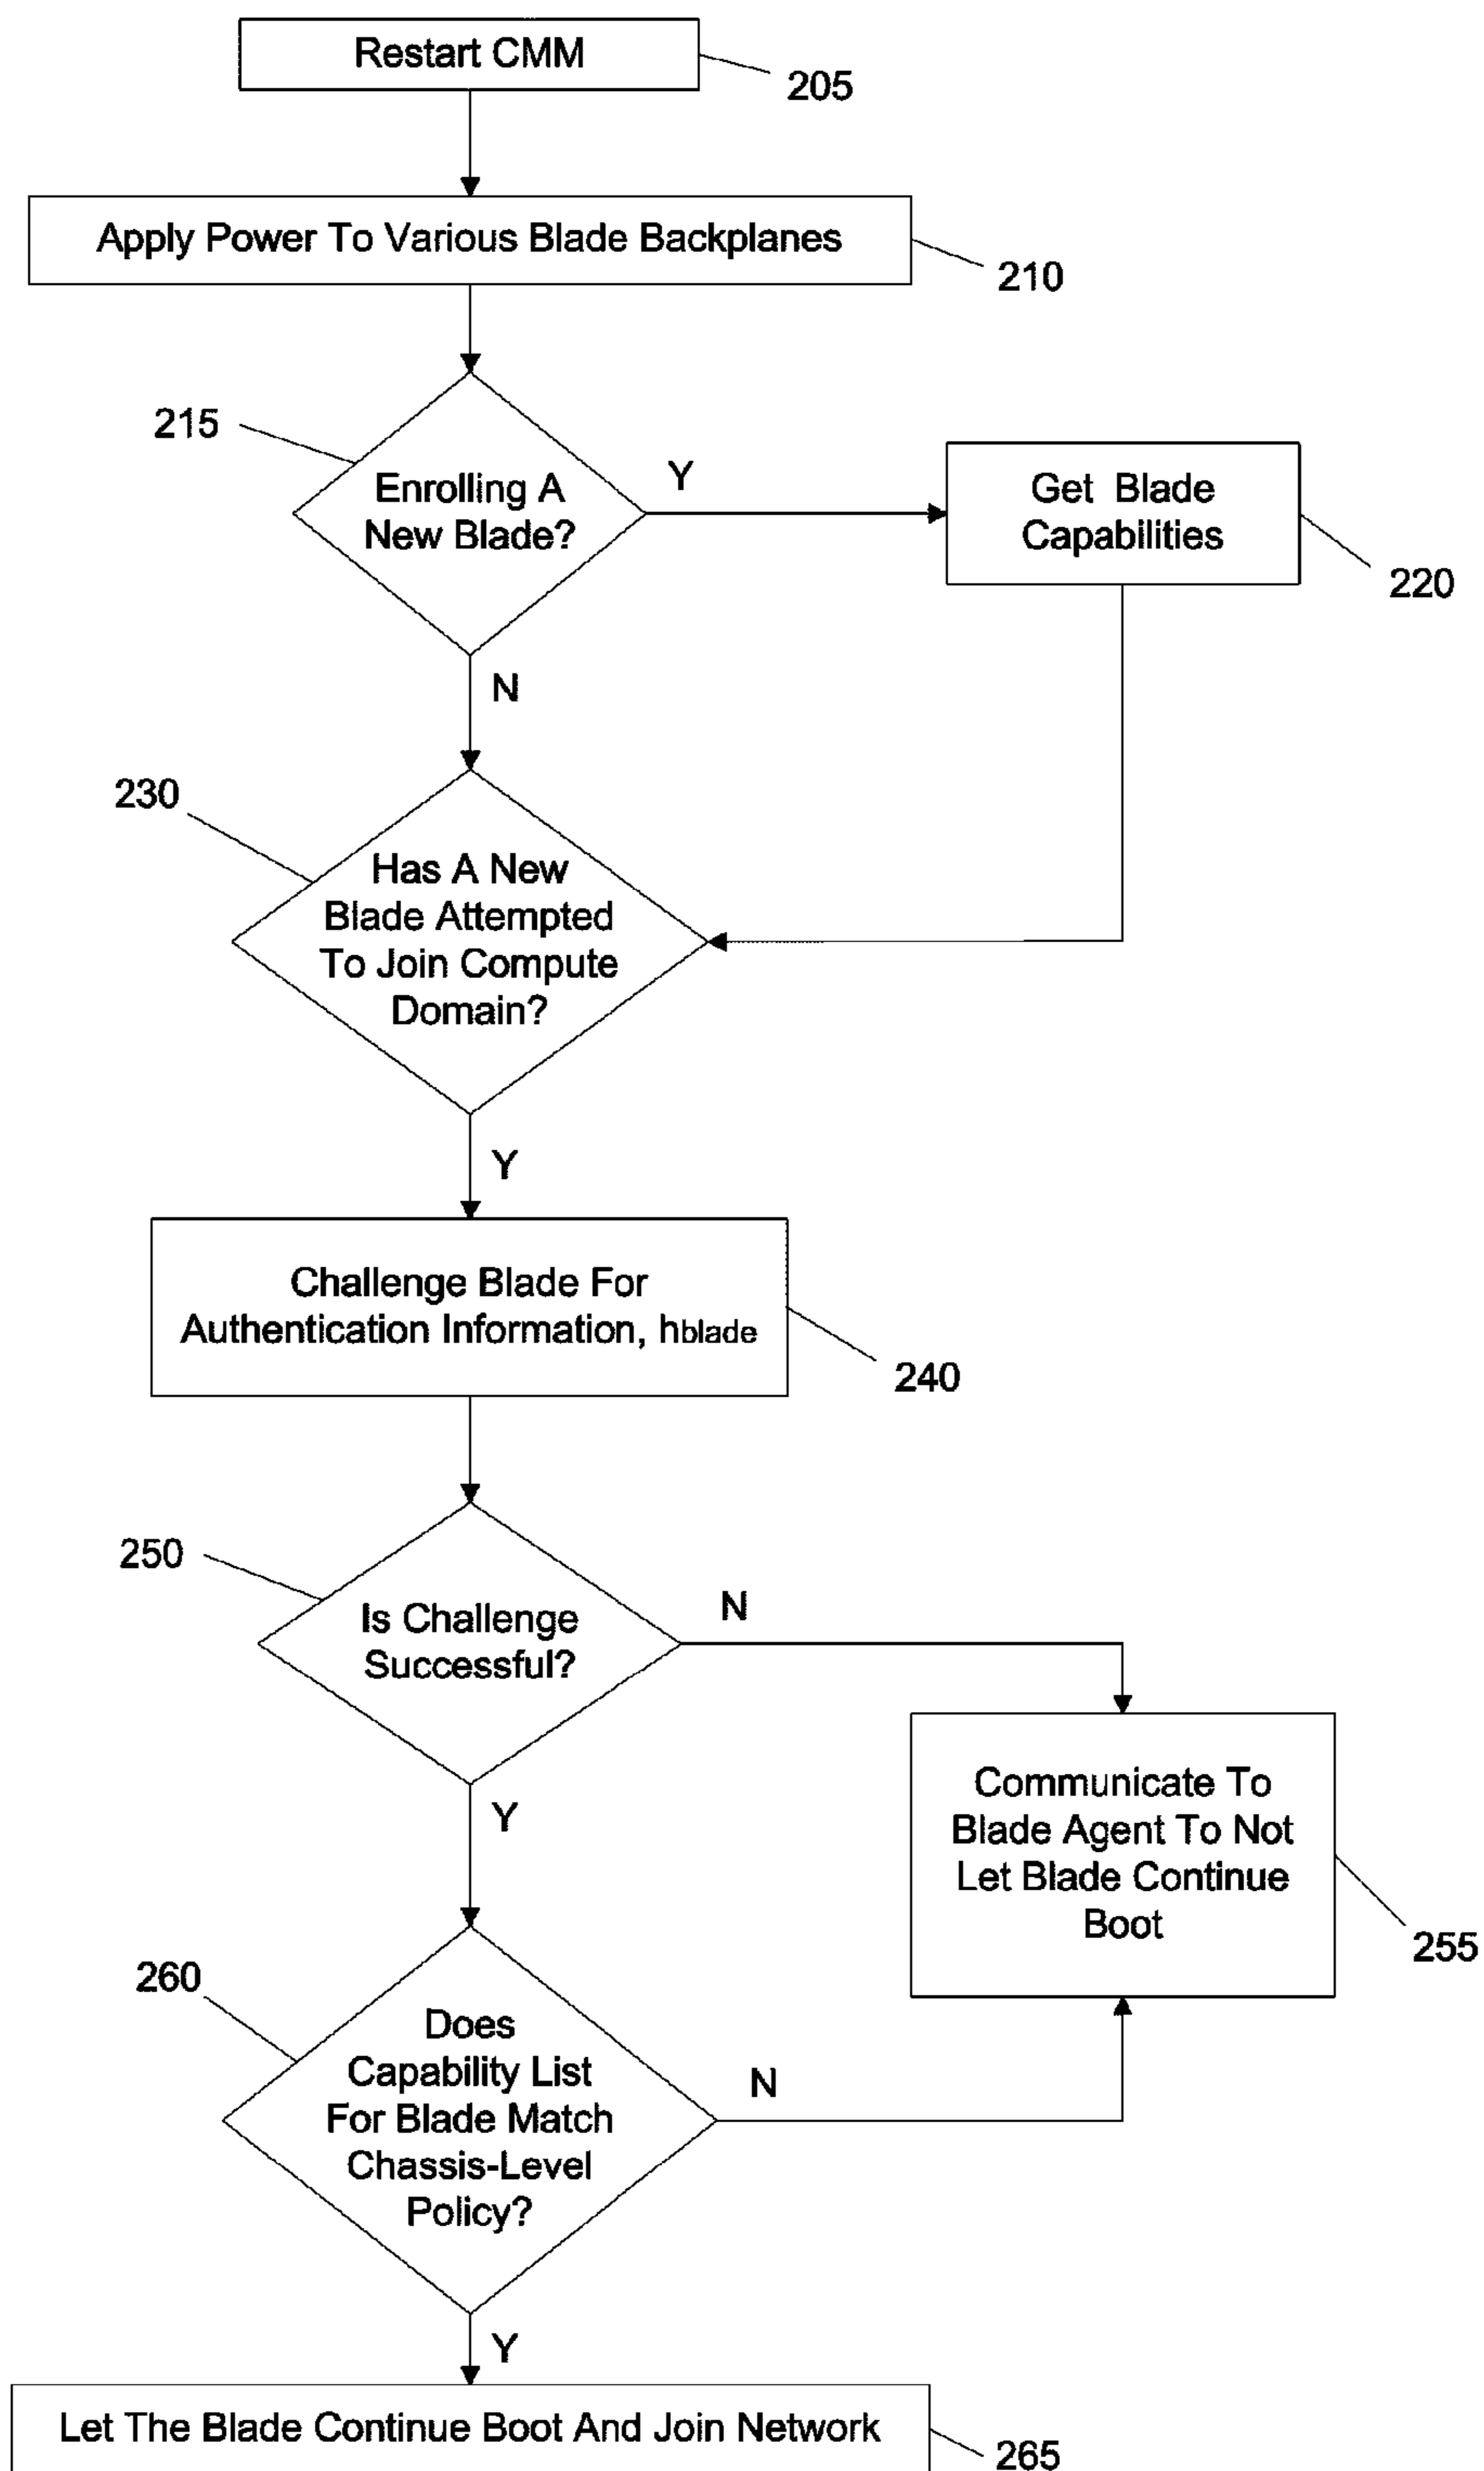 Restart CMM
205
Apply Power To Various Blade Backplanes
210
215
Enrolling A
New Blade?
Y
Get Blade
Capabilities
220
N
230
Has A New
Blade Attempted
To Join Compute
Domain?
Y
Challenge Blade For
Authentication Information, hblade
240
250
Is Challenge
Successful?
N
Y
Communicate To
Blade Agent To Not
Let Blade Continue
Boot
255
260
Does
Capability List
For Blade Match
Chassis-Level
Policy?
N
Y
Let The Blade Continue Boot And Join Network
265